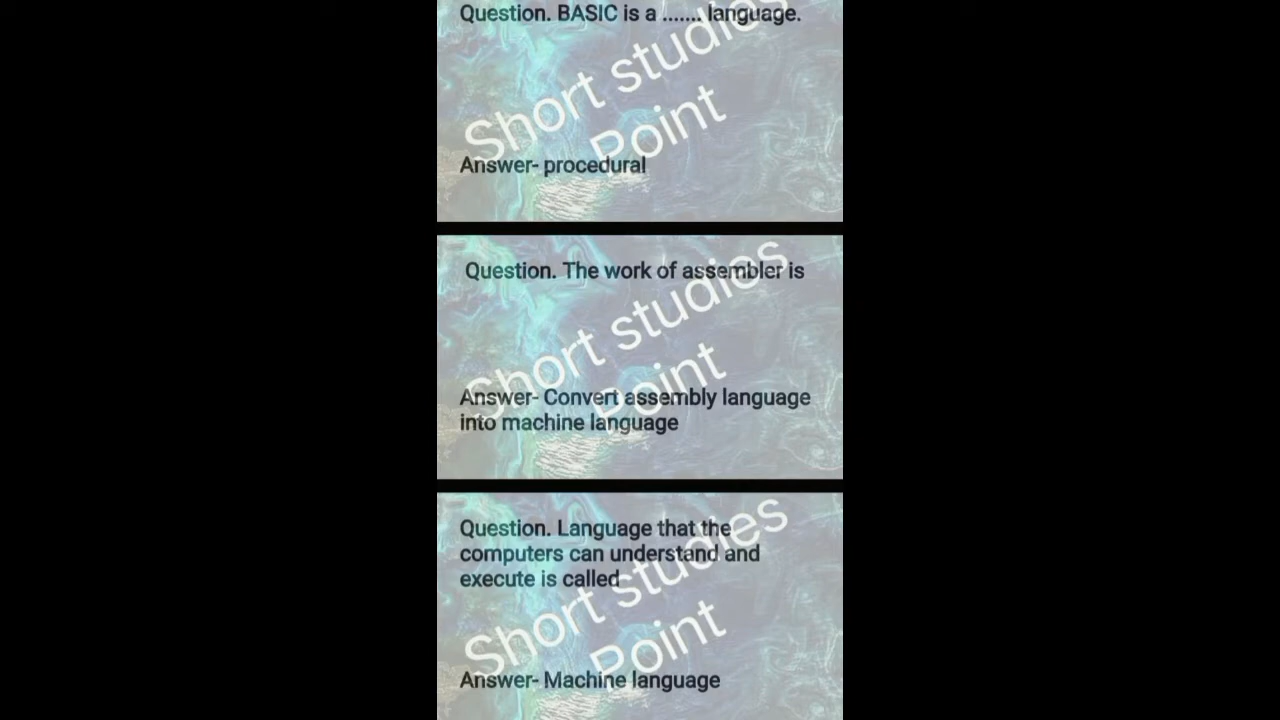 Question. BASIC is a ....... language.
Short studies
Point
Answer- procedural
Question. The work of assembler is
Short studies
Point
Answer- Convert assembly language
into machine language
Question. Language that the
computers can understand and
execute is called
Short studies
Point
Answer- Machine language